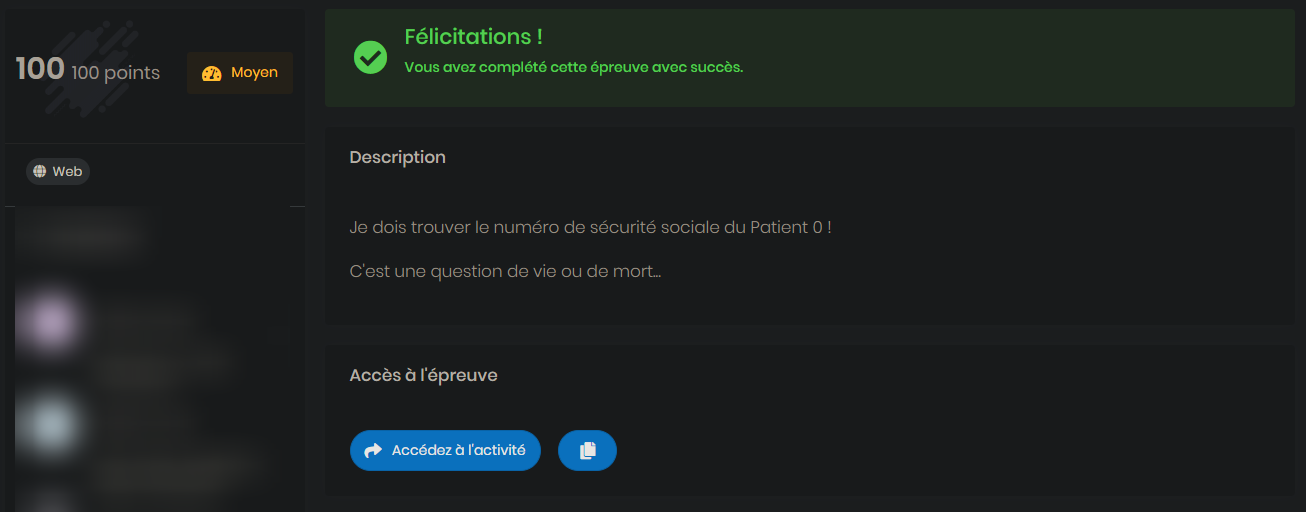 100 100 points
Moyen
Web
Félicitations !
Vous avez complété cette épreuve avec succès.
Description
Je dois trouver le numéro de sécurité sociale du Patient 0 !
C'est une question de vie ou de mort...
Accès à l'épreuve
Accédez à l'activité